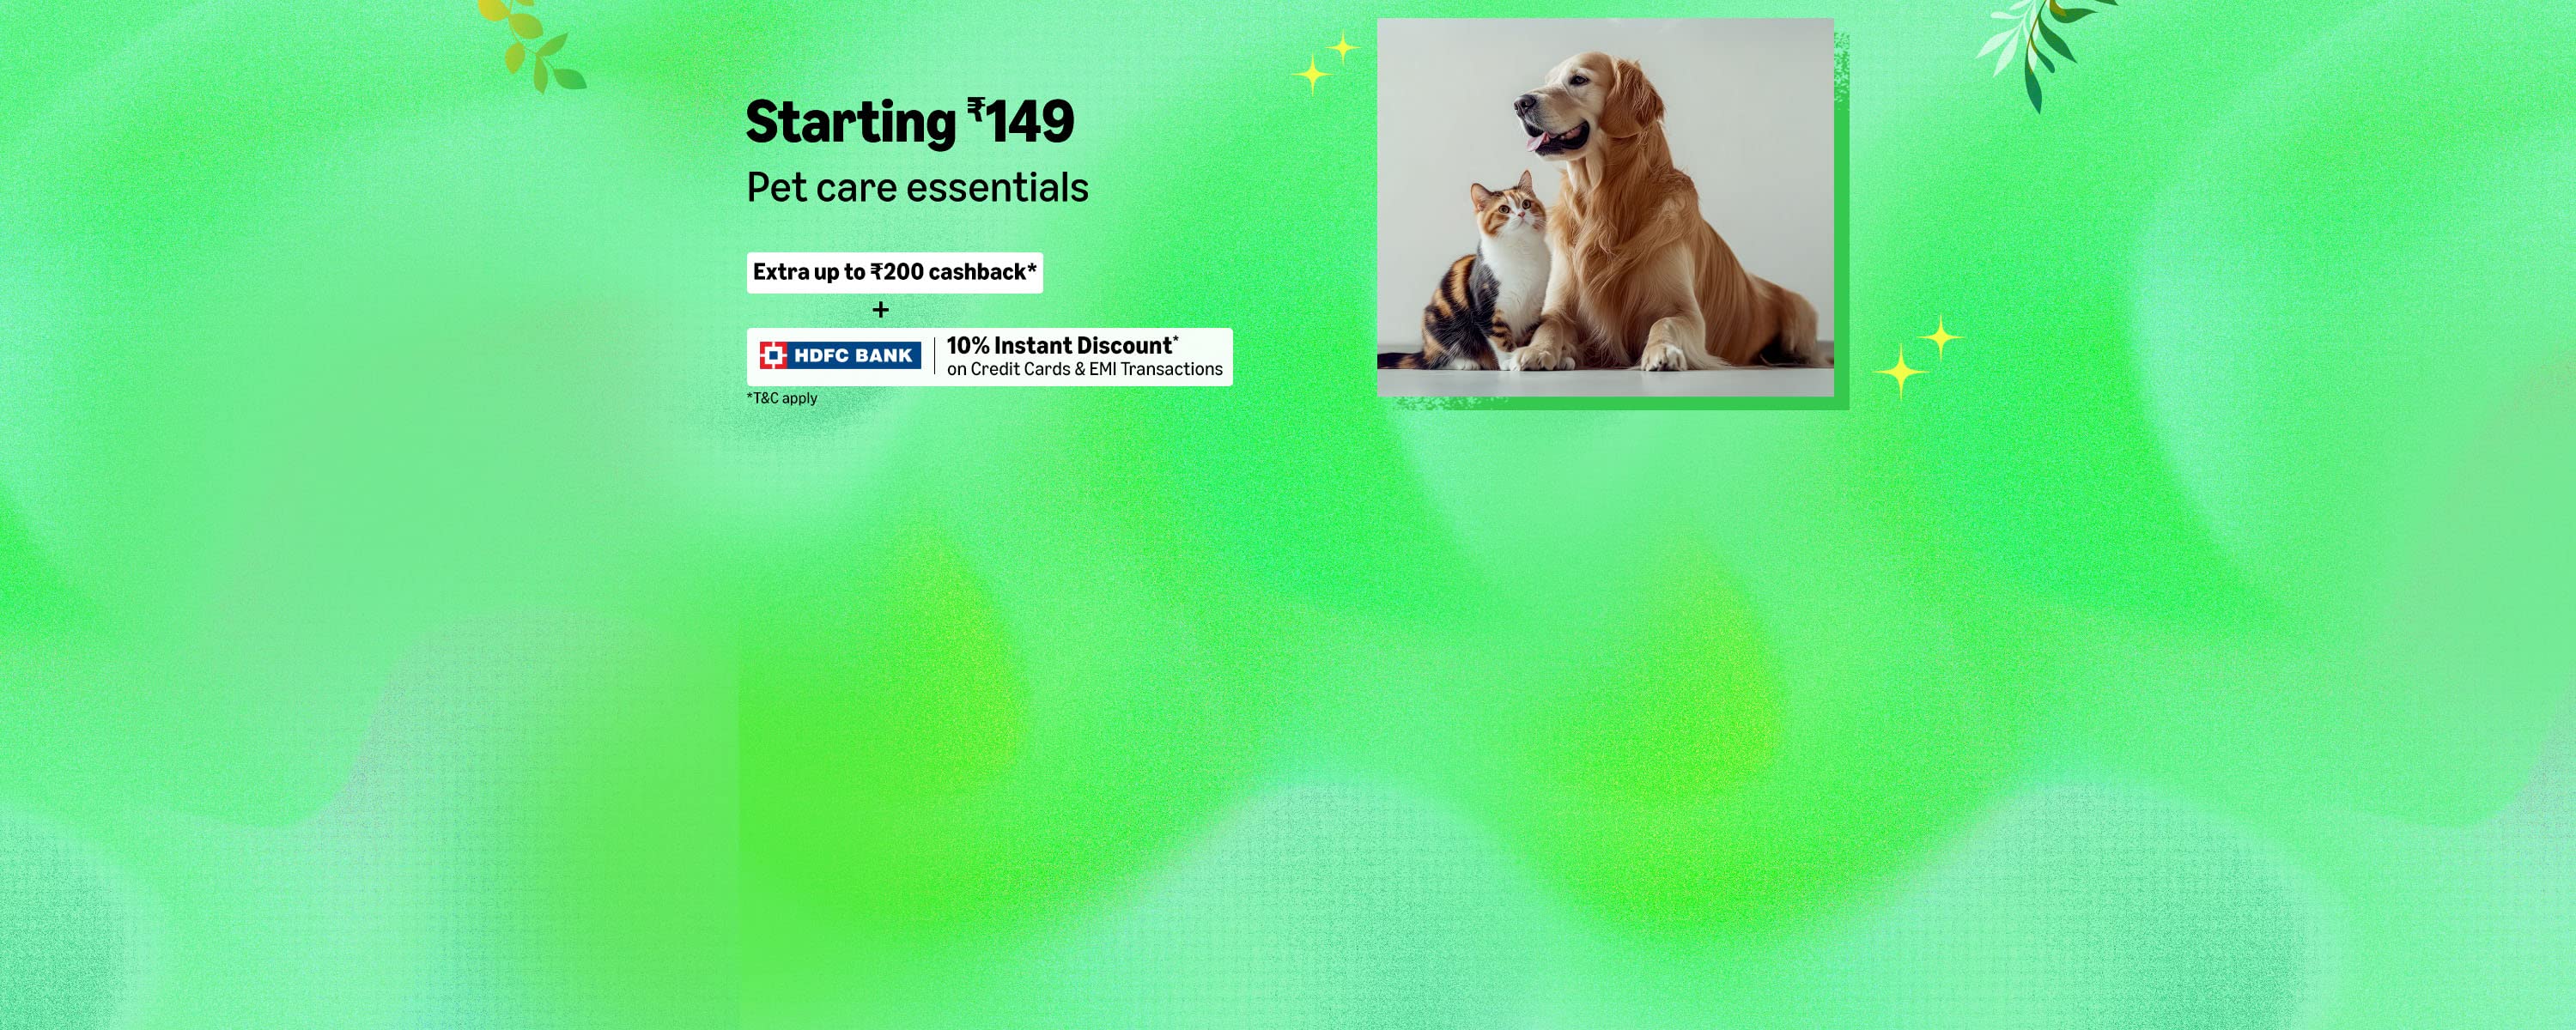 Starting ₹149
Pet care essentials
Extra up to ₹200 cashback*
+
HDFC BANK
10% Instant Discount*
on Credit Cards & EMI Transactions
*T&C apply